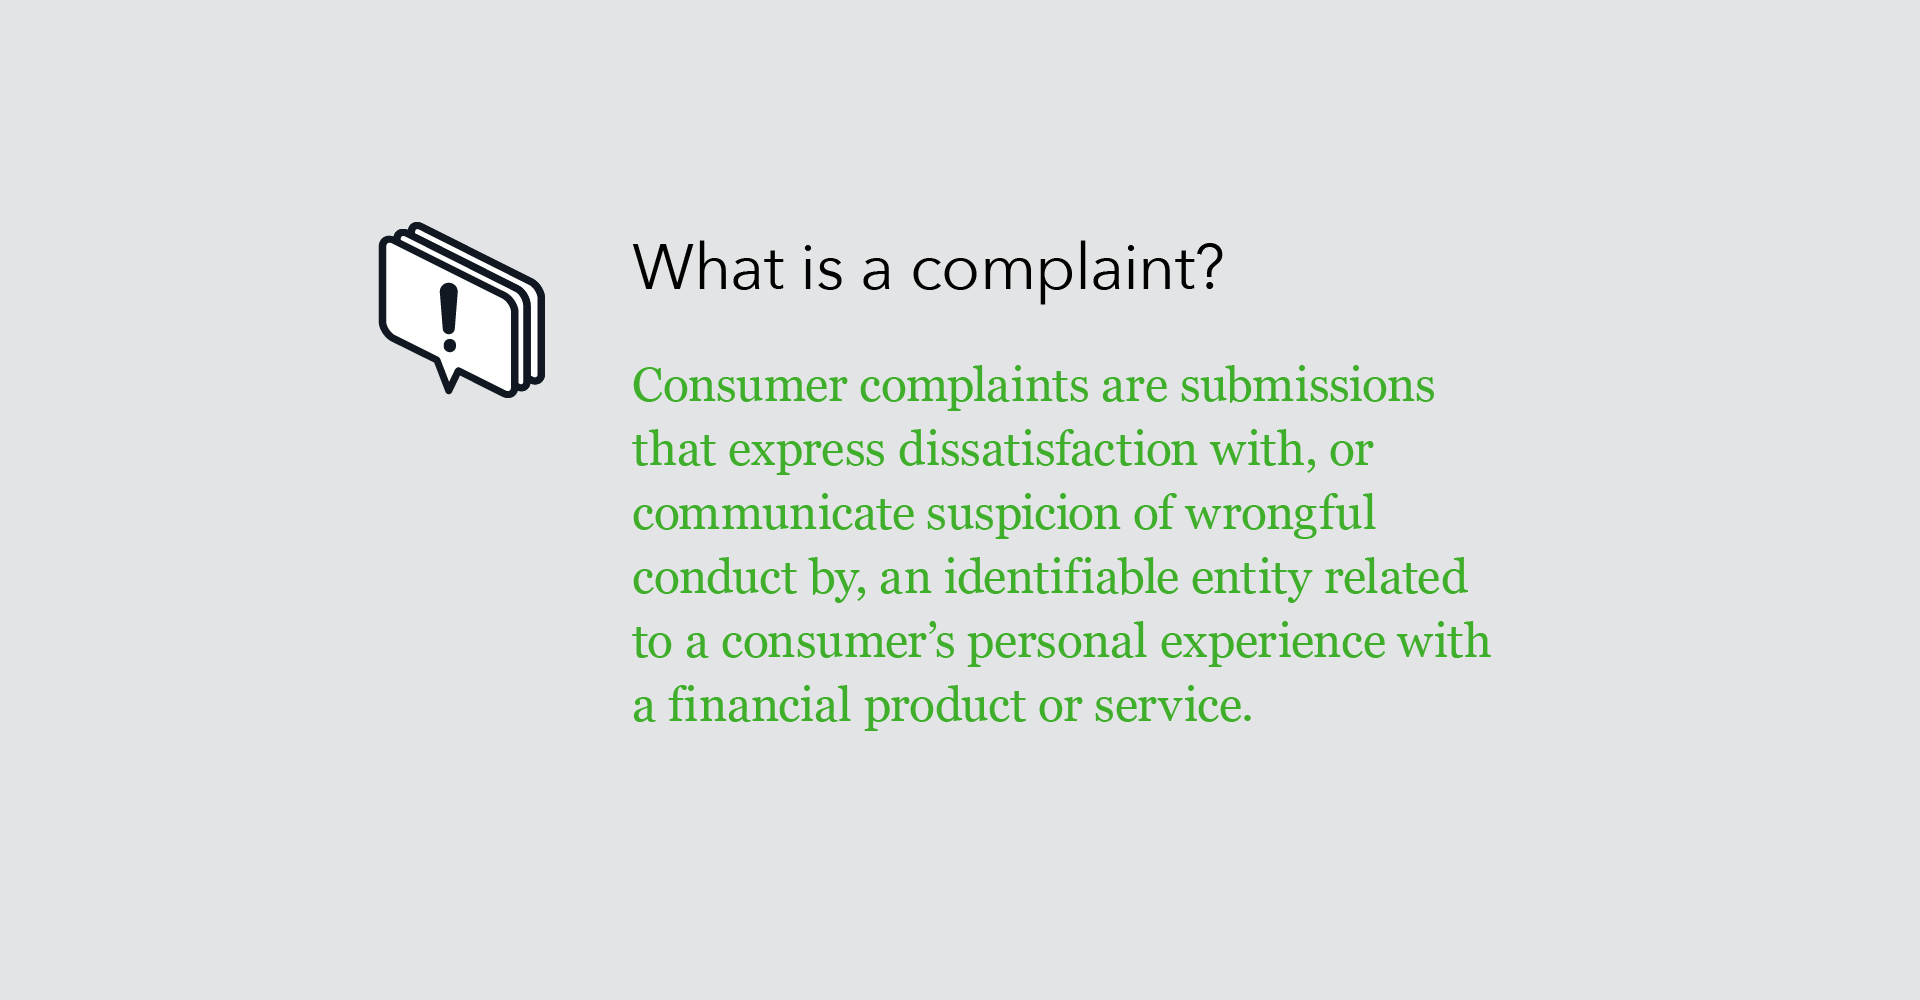 What is a complaint?
Consumer complaints are submissions
that express dissatisfaction with, or
communicate suspicion of wrongful
conduct by, an identifiable entity related
to a consumer’s personal experience with
a financial product or service.